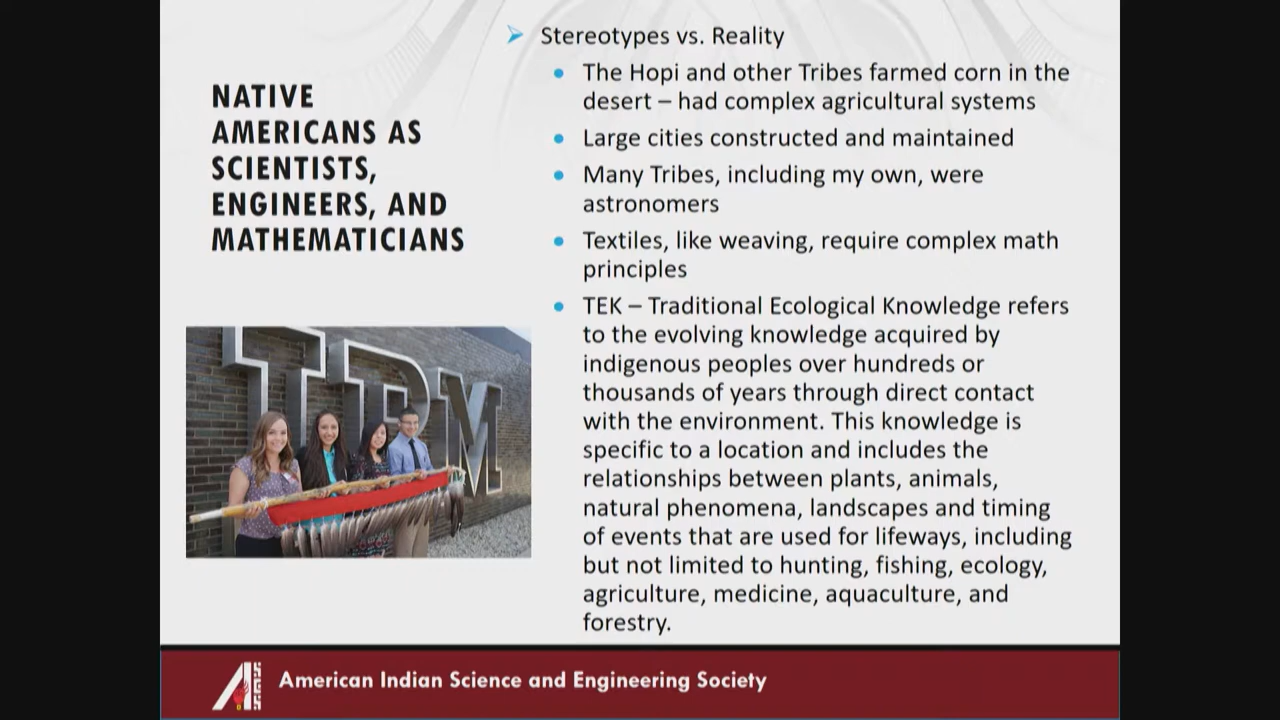 NATIVE
AMERICANS AS
SCIENTISTS,
ENGINEERS, AND
MATHEMATICIANS
Stereotypes vs. Reality
The Hopi and other Tribes farmed corn in the
desert – had complex agricultural systems
Large cities constructed and maintained
Many Tribes, including my own, were
astronomers
Textiles, like weaving, require complex math
principles
TEK – Traditional Ecological Knowledge refers
to the evolving knowledge acquired by
indigenous peoples over hundreds or
thousands of years through direct contact
with the environment. This knowledge is
specific to a location and includes the
relationships between plants, animals,
natural phenomena, landscapes and timing
of events that are used for lifeways, including
but not limited to hunting, fishing, ecology,
agriculture, medicine, aquaculture, and
forestry.
American Indian Science and Engineering Society